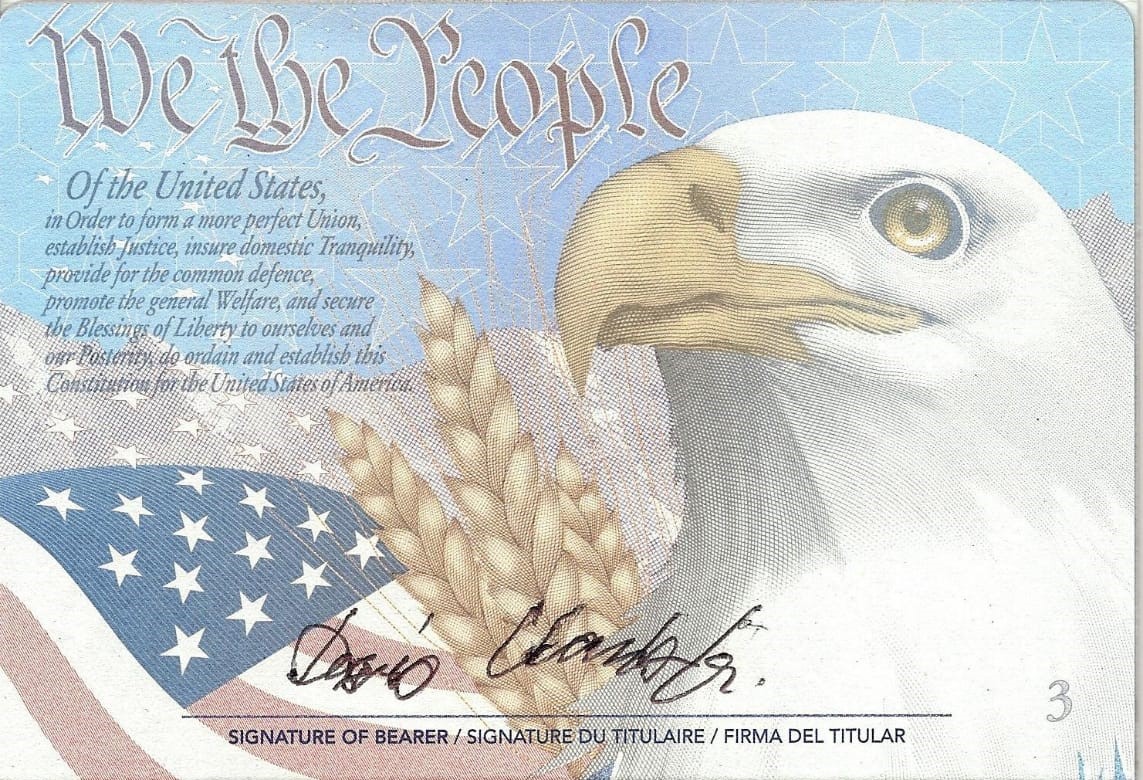 We the People
Of the United States,
in Order to form a more perfect Union,
establish Justice, insure domestic Tranquility,
provide for the common defence,
promote the general Welfare, and secure
the Blessings of Liberty to ourselves and
our Posterity, do ordain and establish this
Constitution for the United States of America.
Jr.
SIGNATURE OF BEARER / SIGNATURE DU TITULAIRE / FIRMA DEL TITULAR
3